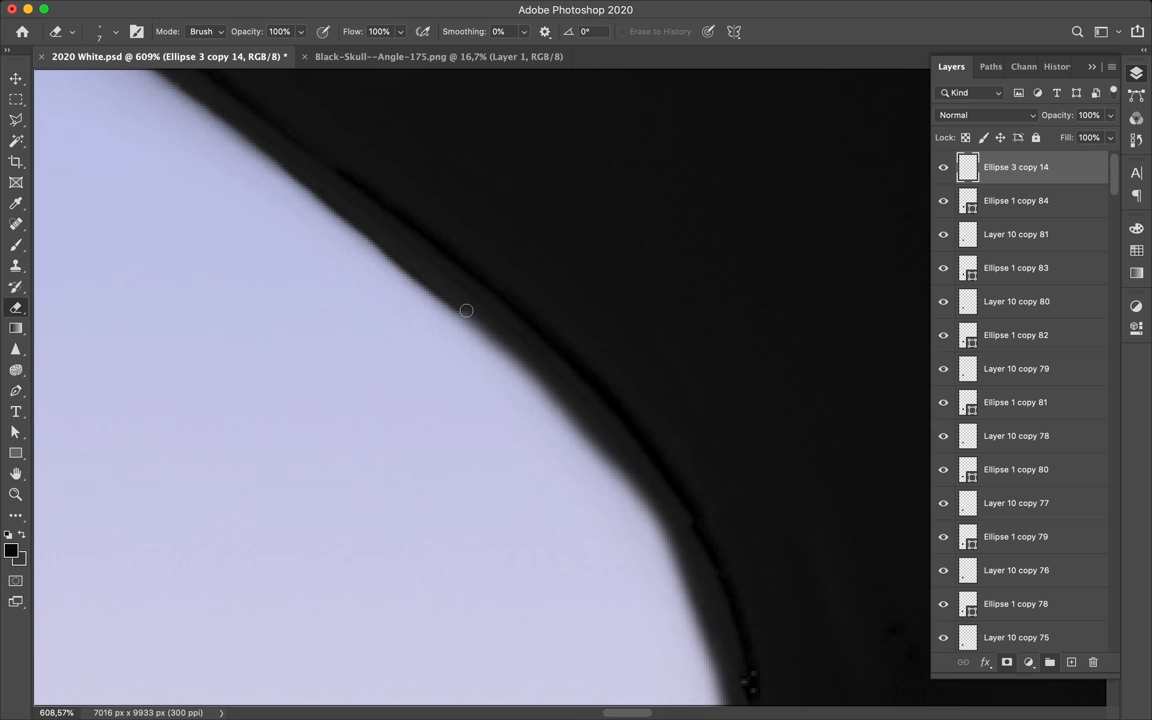 Adobe Photoshop 2020
7 Mode: Brush Opacity: 100% Flow: 100% Smoothing: 0% 0° Erase to History
2020 White.psd @ 609% (Ellipse 3 copy 14, RGB/8) * Black-Skull--Angle-175.png @ 16,7% (Layer 1, RGB/8)
Layers Paths Chann Histor
Kind
Normal Opacity: 100%
Lock: Fill: 100%
Ellipse 3 copy 14
Ellipse 1 copy 84
Layer 10 copy 81
Ellipse 1 copy 83
Layer 10 copy 80
Ellipse 1 copy 82
Layer 10 copy 79
Ellipse 1 copy 81
Layer 10 copy 78
Ellipse 1 copy 80
Layer 10 copy 77
Ellipse 1 copy 79
Layer 10 copy 76
Ellipse 1 copy 78
Layer 10 copy 75
608,57% 7016 px x 9933 px (300 ppi)